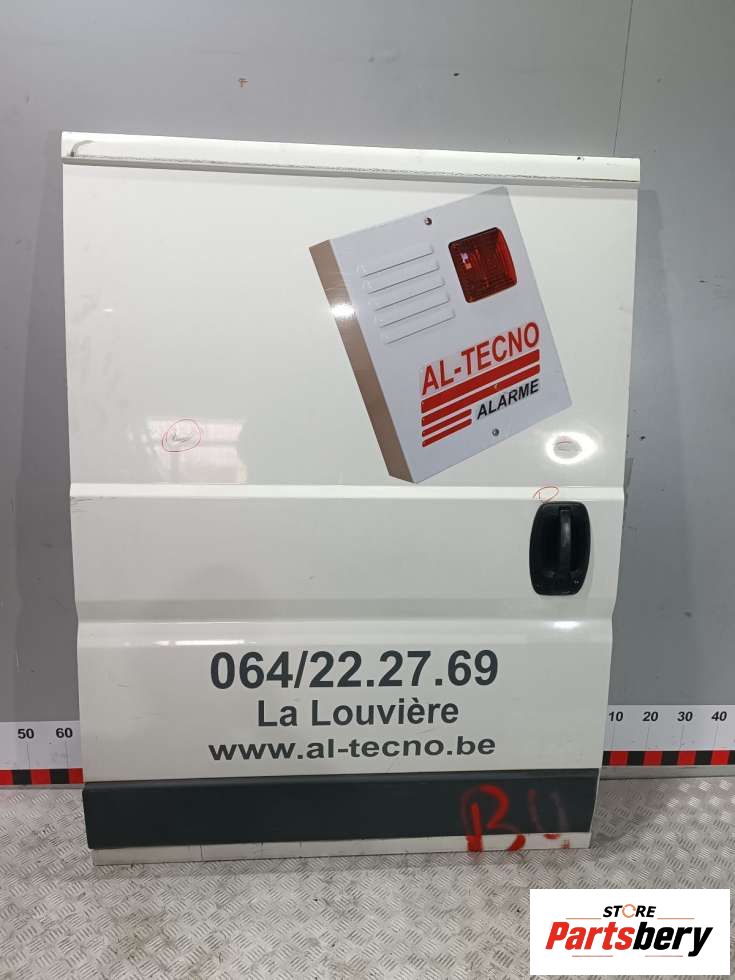 AL-TECNO
ALARME
064/22.27.69
La Louvière
www.al-tecno.be
50 60
10 20 30 40
STORE
Partsbery